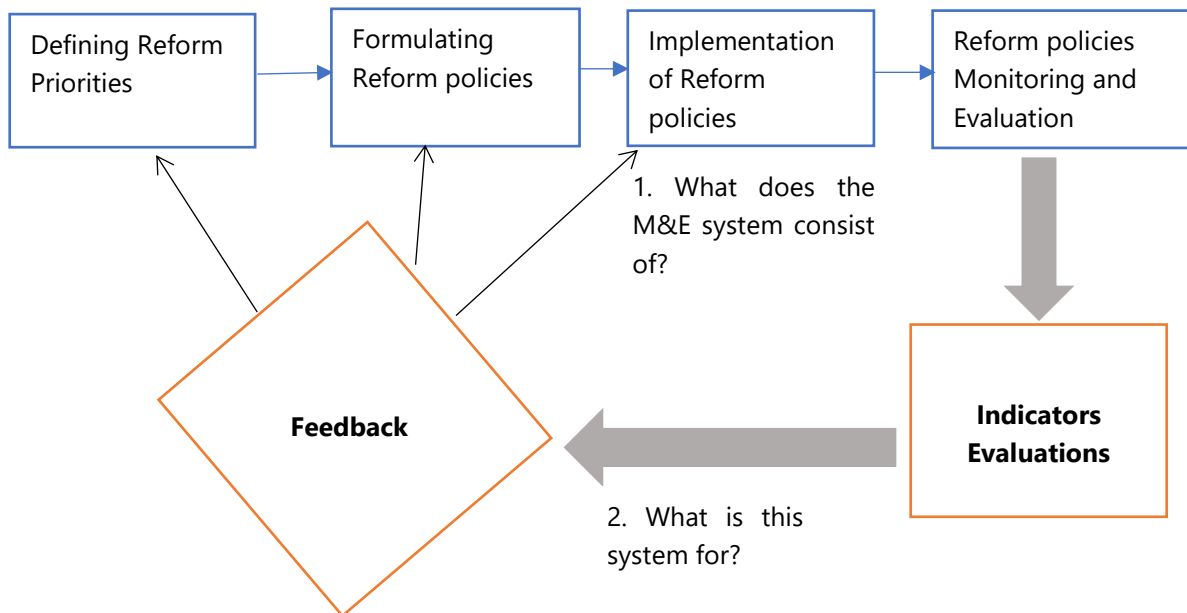 Defining Reform
Priorities
Formulating
Reform policies
Implementation
of Reform
policies
Reform policies
Monitoring and
Evaluation
1. What does the
M&E system consist
of?
Feedback
Indicators
Evaluations
2. What is this
system for?